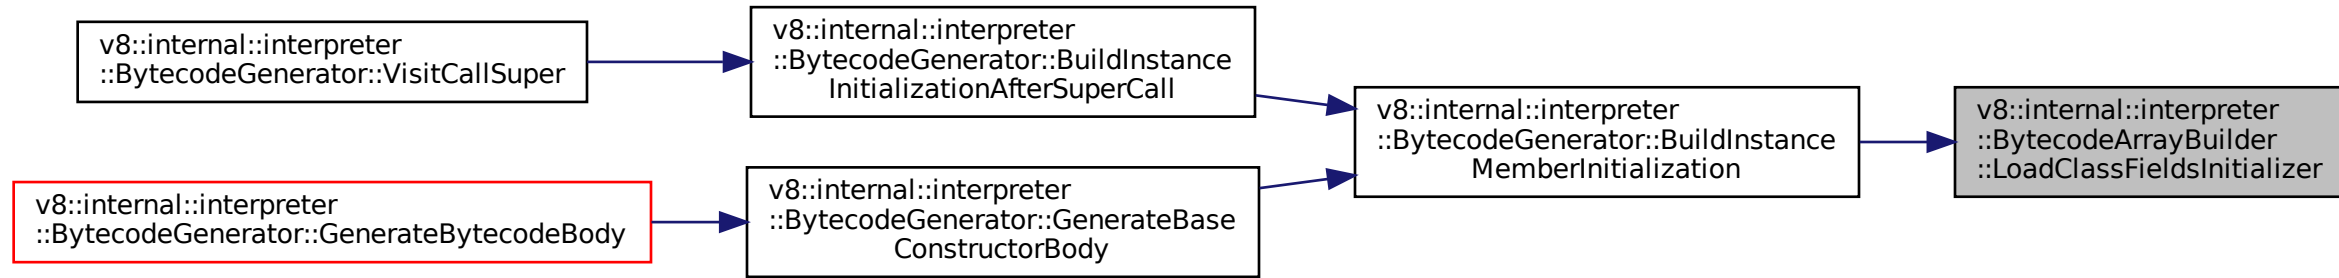 v8::internal::interpreter
::BytecodeGenerator::VisitCallSuper
v8::internal::interpreter
::BytecodeGenerator::BuildInstance
InitializationAfterSuperCall
v8::internal::interpreter
::BytecodeGenerator::GenerateBytecodeBody
v8::internal::interpreter
::BytecodeGenerator::GenerateBase
ConstructorBody
v8::internal::interpreter
::BytecodeGenerator::BuildInstance
MemberInitialization
v8::internal::interpreter
::BytecodeArrayBuilder
::LoadClassFieldsInitializer